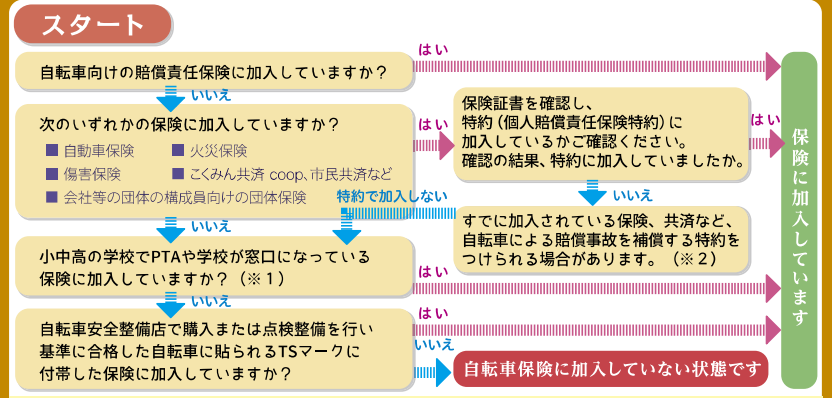 スタート
自転車向けの賠償責任保険に加入していますか？
はい
いいえ
次のいずれかの保険に加入していますか？
■ 自動車保険 ■ 火災保険
■ 傷害保険 ■ こくみん共済 coop、市民共済など
■ 会社等の団体の構成員向けの団体保険
はい
保険証書を確認し、
特約（個人賠償責任保険特約）に
加入しているかご確認ください。
確認の結果、特約に加入していましたか。
はい
いいえ
すでに加入されている保険、共済など、
自転車による賠償事故を補償する特約を
つけられる場合があります。（※２）
特約で加入しない
いいえ
小中高の学校でPTAや学校が窓口になっている
保険に加入していますか？（※１）
はい
いいえ
自転車安全整備店で購入または点検整備を行い
基準に合格した自転車に貼られるTSマークに
付帯した保険に加入していますか？
はい
いいえ
自転車保険に加入していない状態です
保険に加入しています